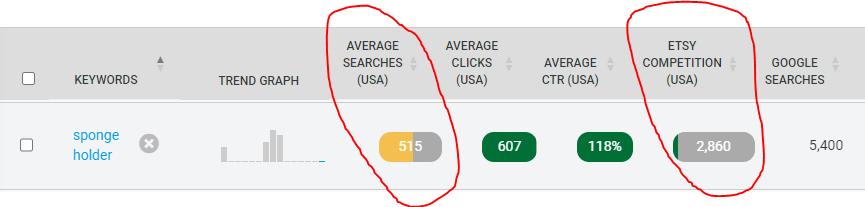 KEYWORDS
TREND GRAPH
AVERAGE
SEARCHES
(USA)
AVERAGE
CLICKS
(USA)
AVERAGE
CTR (USA)
ETSY
COMPETITION
(USA)
GOOGLE
SEARCHES
sponge
holder
515
607
118%
2,860
5,400